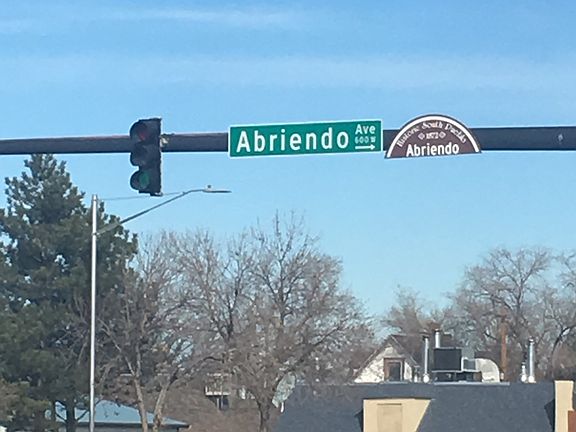 Abriendo Ave
600 W
Historic South Pueblo
1872
Abriendo